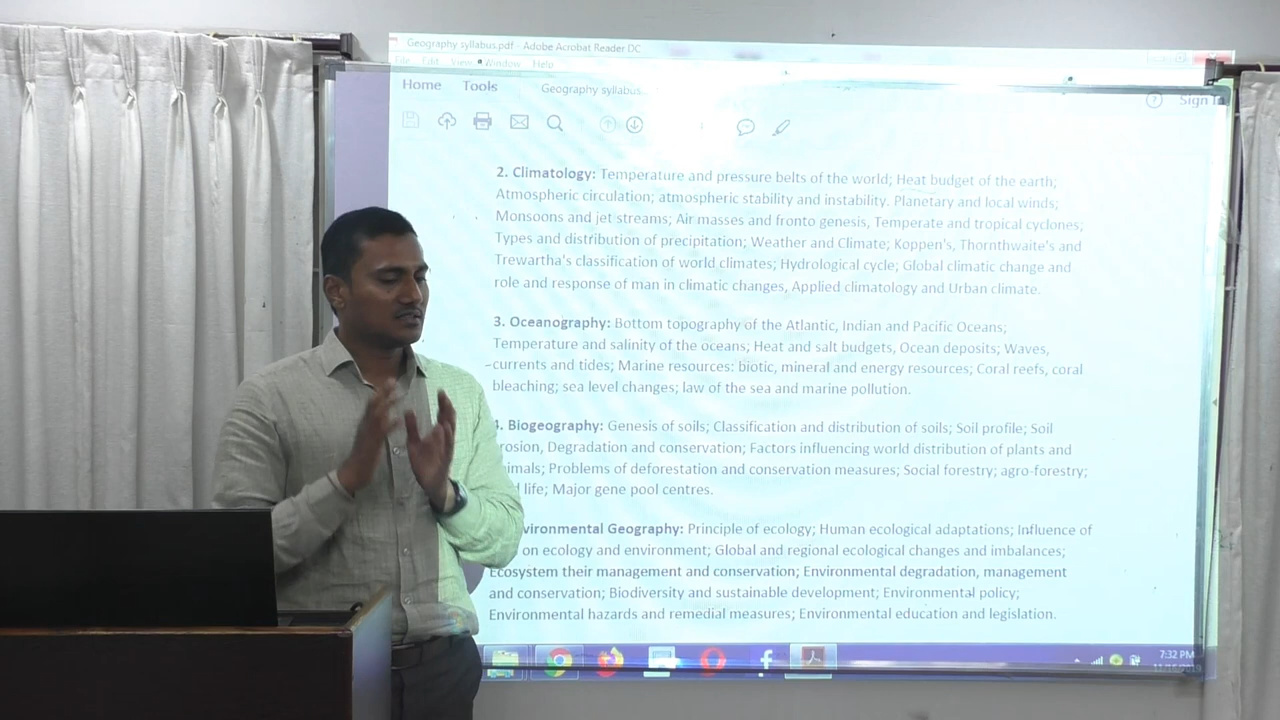 Geography syllabus.pdf - Adobe Acrobat Reader DC
File Edit View Window Help
Home Tools Geography syllabus...
Sign In
2. Climatology: Temperature and pressure belts of the world; Heat budget of the earth;
Atmospheric circulation; atmospheric stability and instability. Planetary and local winds;
Monsoons and jet streams; Air masses and fronto genesis, Temperate and tropical cyclones;
Types and distribution of precipitation; Weather and Climate; Koppen's, Thornthwaite's and
Trewartha's classification of world climates; Hydrological cycle; Global climatic change and
role and response of man in climatic changes, Applied climatology and Urban climate.
3. Oceanography: Bottom topography of the Atlantic, Indian and Pacific Oceans;
Temperature and salinity of the oceans; Heat and salt budgets, Ocean deposits; Waves,
currents and tides; Marine resources: biotic, mineral and energy resources; Coral reefs, coral
bleaching; sea level changes; law of the sea and marine pollution.
4. Biogeography: Genesis of soils; Classification and distribution of soils; Soil profile; Soil
rosion, Degradation and conservation; Factors influencing world distribution of plants and
imals; Problems of deforestation and conservation measures; Social forestry; agro-forestry;
life; Major gene pool centres.
vironmental Geography: Principle of ecology; Human ecological adaptations; Influence of
on ecology and environment; Global and regional ecological changes and imbalances;
Ecosystem their management and conservation; Environmental degradation, management
and conservation; Biodiversity and sustainable development; Environmental policy;
Environmental hazards and remedial measures; Environmental education and legislation.
7:32 PM